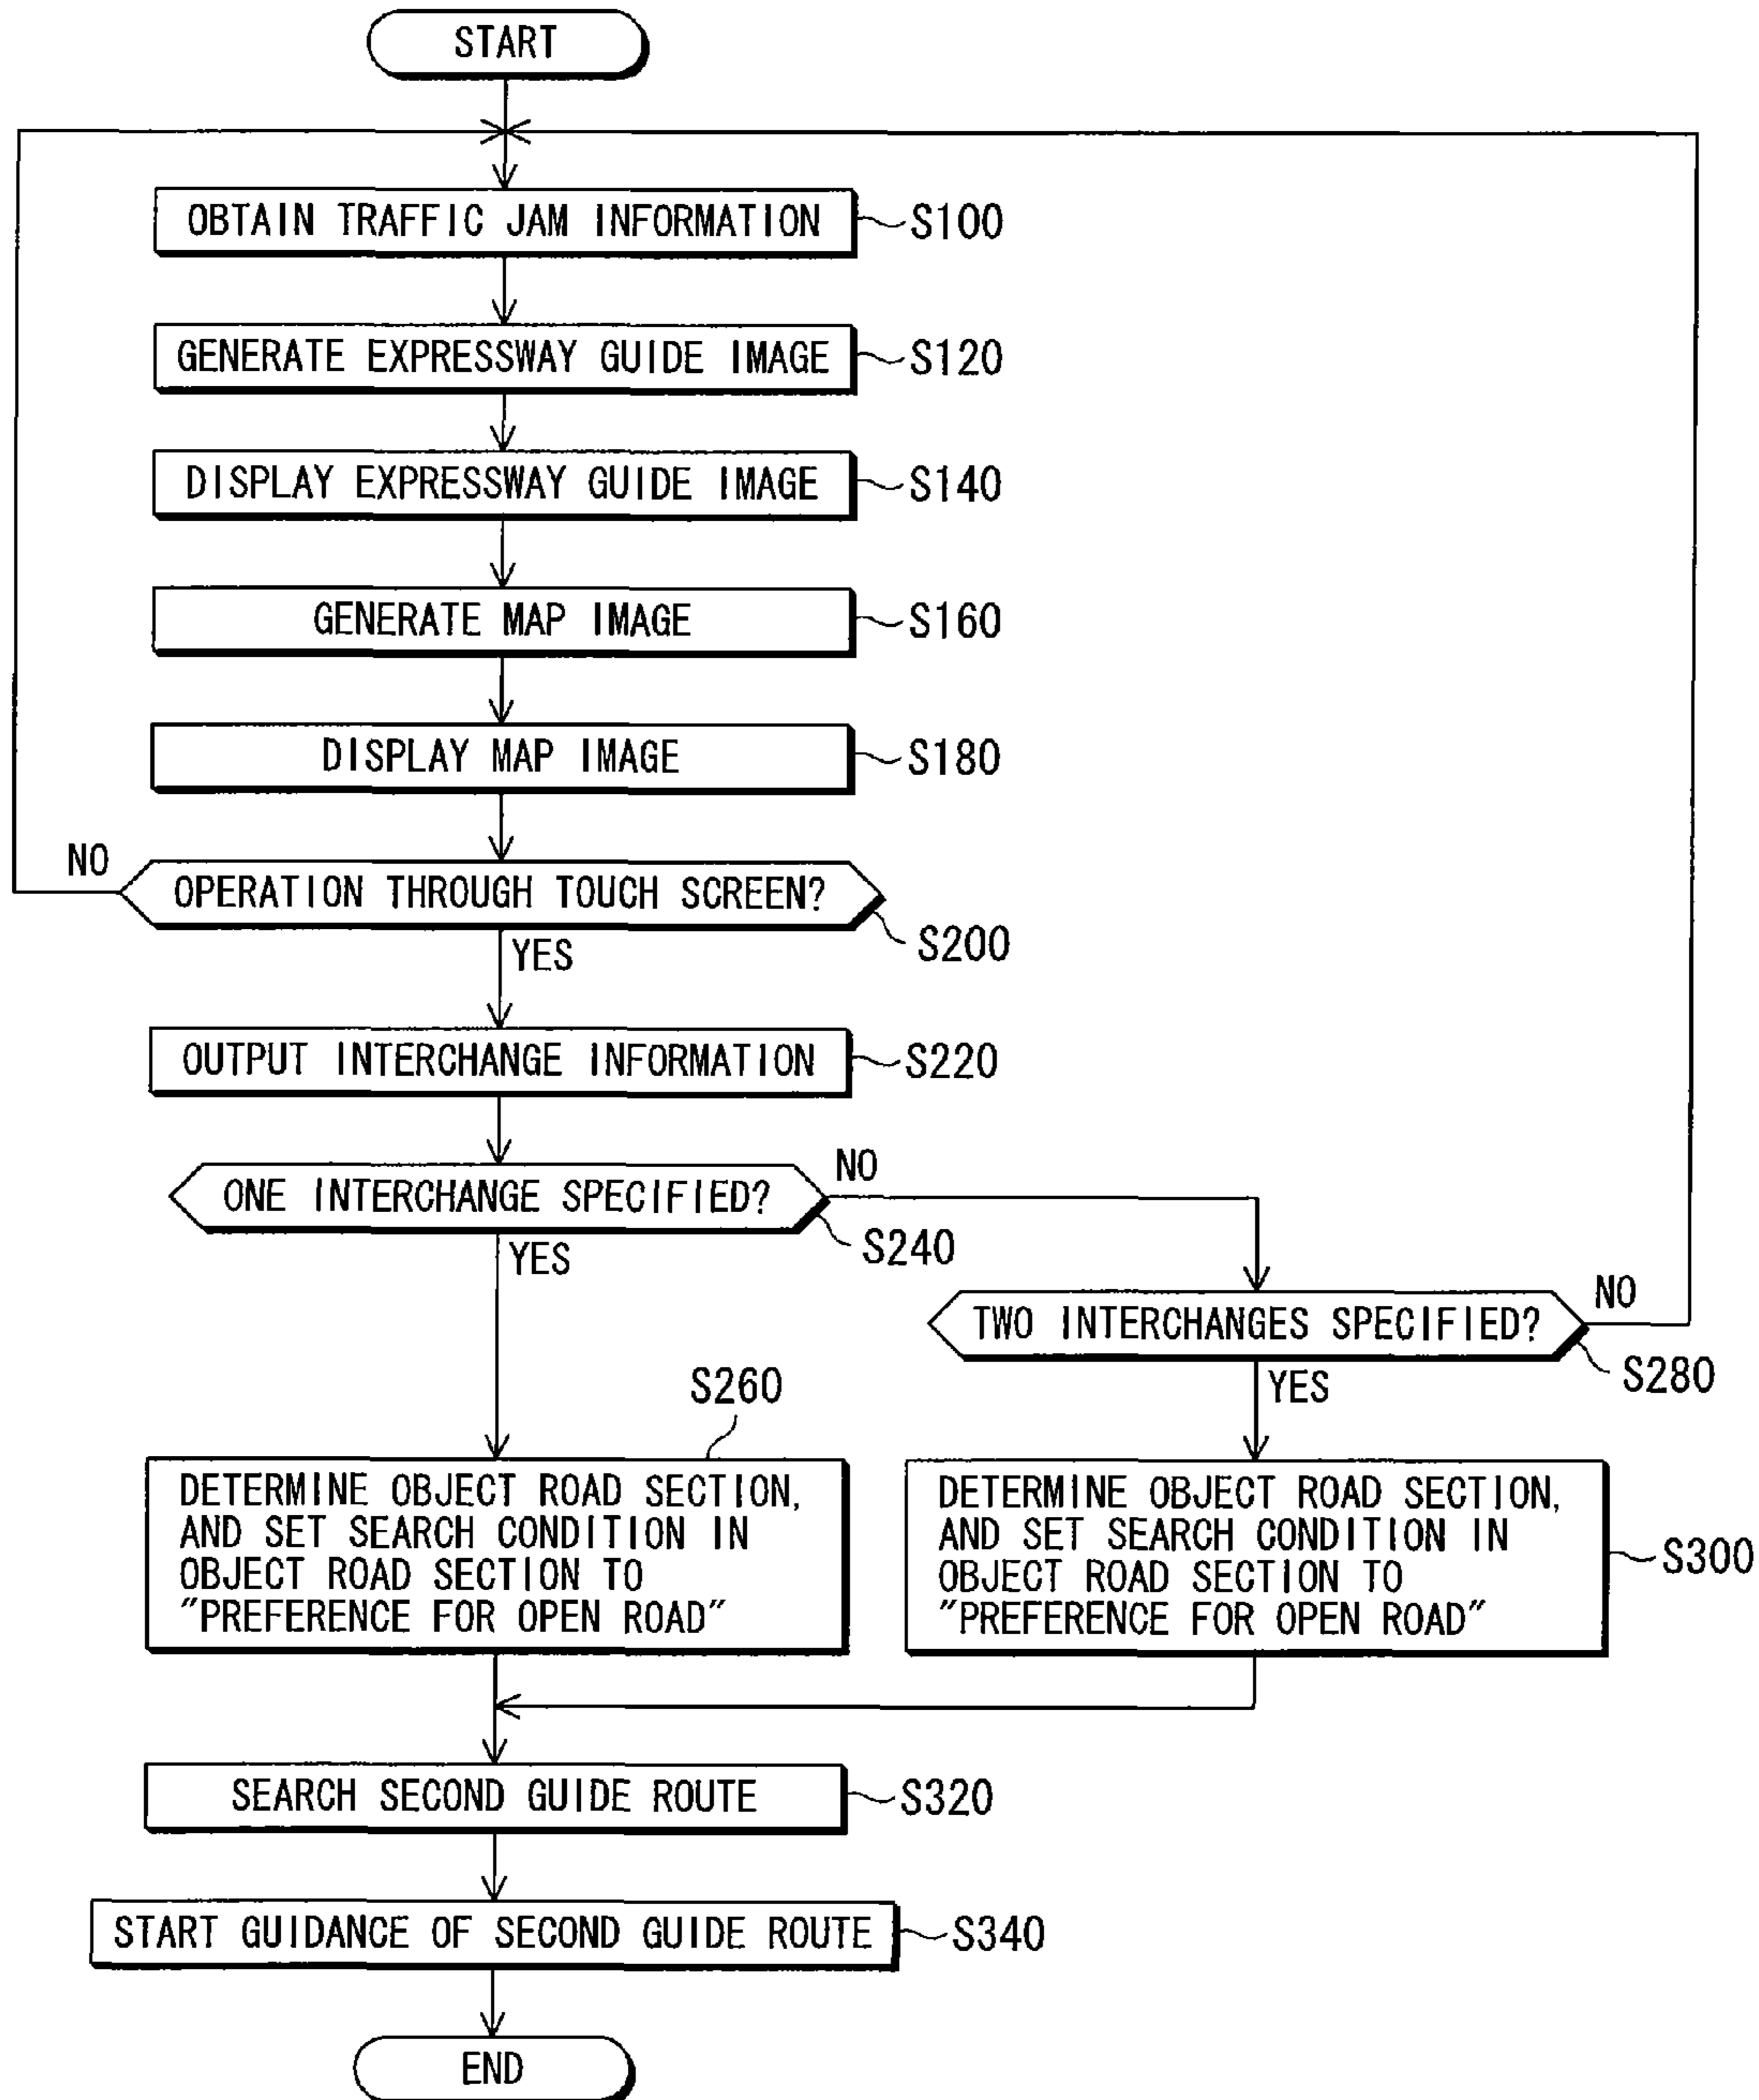 START
OBTAIN TRAFFIC JAM INFORMATION
S100
GENERATE EXPRESSWAY GUIDE IMAGE
S120
DISPLAY EXPRESSWAY GUIDE IMAGE
S140
GENERATE MAP IMAGE
S160
DISPLAY MAP IMAGE
S180
NO
OPERATION THROUGH TOUCH SCREEN?
S200
YES
OUTPUT INTERCHANGE INFORMATION
S220
ONE INTERCHANGE SPECIFIED?
NO
S240
YES
TWO INTERCHANGES SPECIFIED?
NO
S280
YES
S260
DETERMINE OBJECT ROAD SECTION,
AND SET SEARCH CONDITION IN
OBJECT ROAD SECTION TO
"PREFERENCE FOR OPEN ROAD"
DETERMINE OBJECT ROAD SECTION,
AND SET SEARCH CONDITION IN
OBJECT ROAD SECTION TO
"PREFERENCE FOR OPEN ROAD"
S300
SEARCH SECOND GUIDE ROUTE
S320
START GUIDANCE OF SECOND GUIDE ROUTE
S340
END